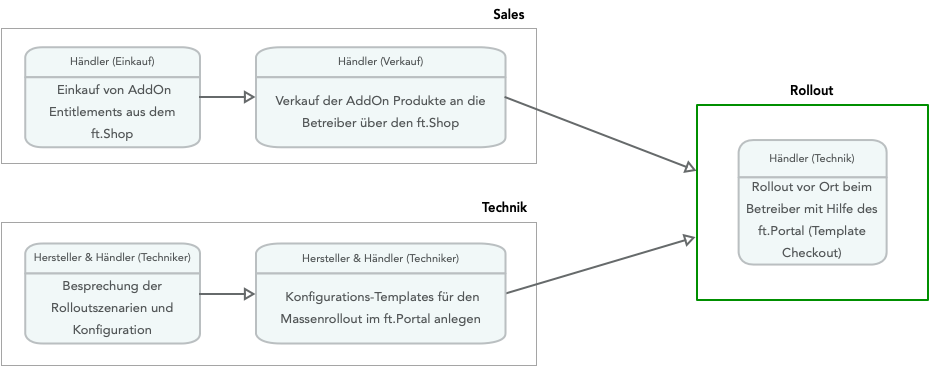 Sales
Händler (Einkauf)
Einkauf von AddOn
Entitlements aus dem
ft.Shop
Händler (Verkauf)
Verkauf der AddOn Produkte an die
Betreiber über den ft.Shop
Technik
Hersteller & Händler (Techniker)
Besprechung der
Rolloutszenarien und
Konfiguration
Hersteller & Händler (Techniker)
Konfigurations-Templates für den
Massenrollout im ft.Portal anlegen
Rollout
Händler (Technik)
Rollout vor Ort beim
Betreiber mit Hilfe des
ft.Portal (Template
Checkout)